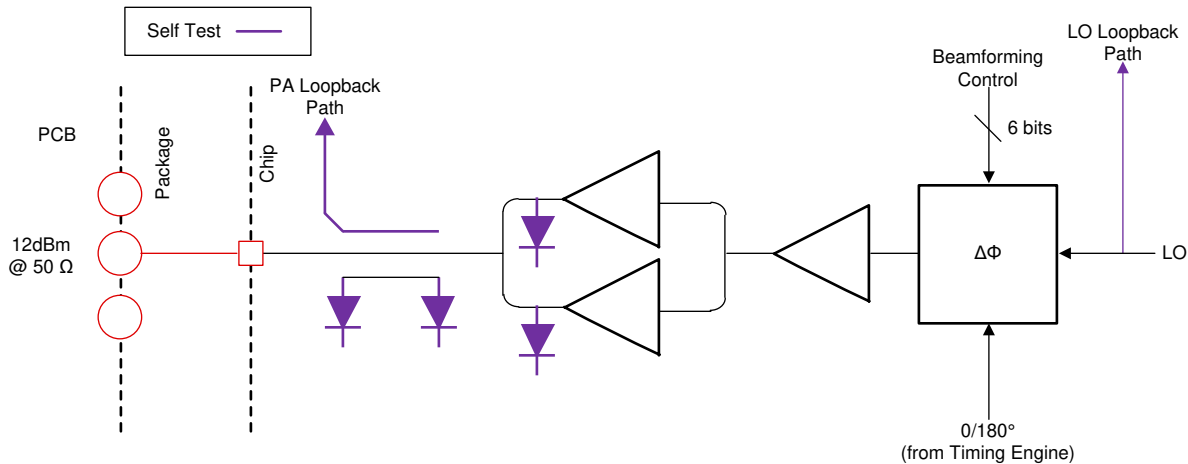 Self Test
LO Loopback
Path
Beamforming
Control
PA Loopback
Path
6 bits
PCB
Package
Chip
12dBm
@ 50 Ω
ΔΦ
LO
0/180°
(from Timing Engine)